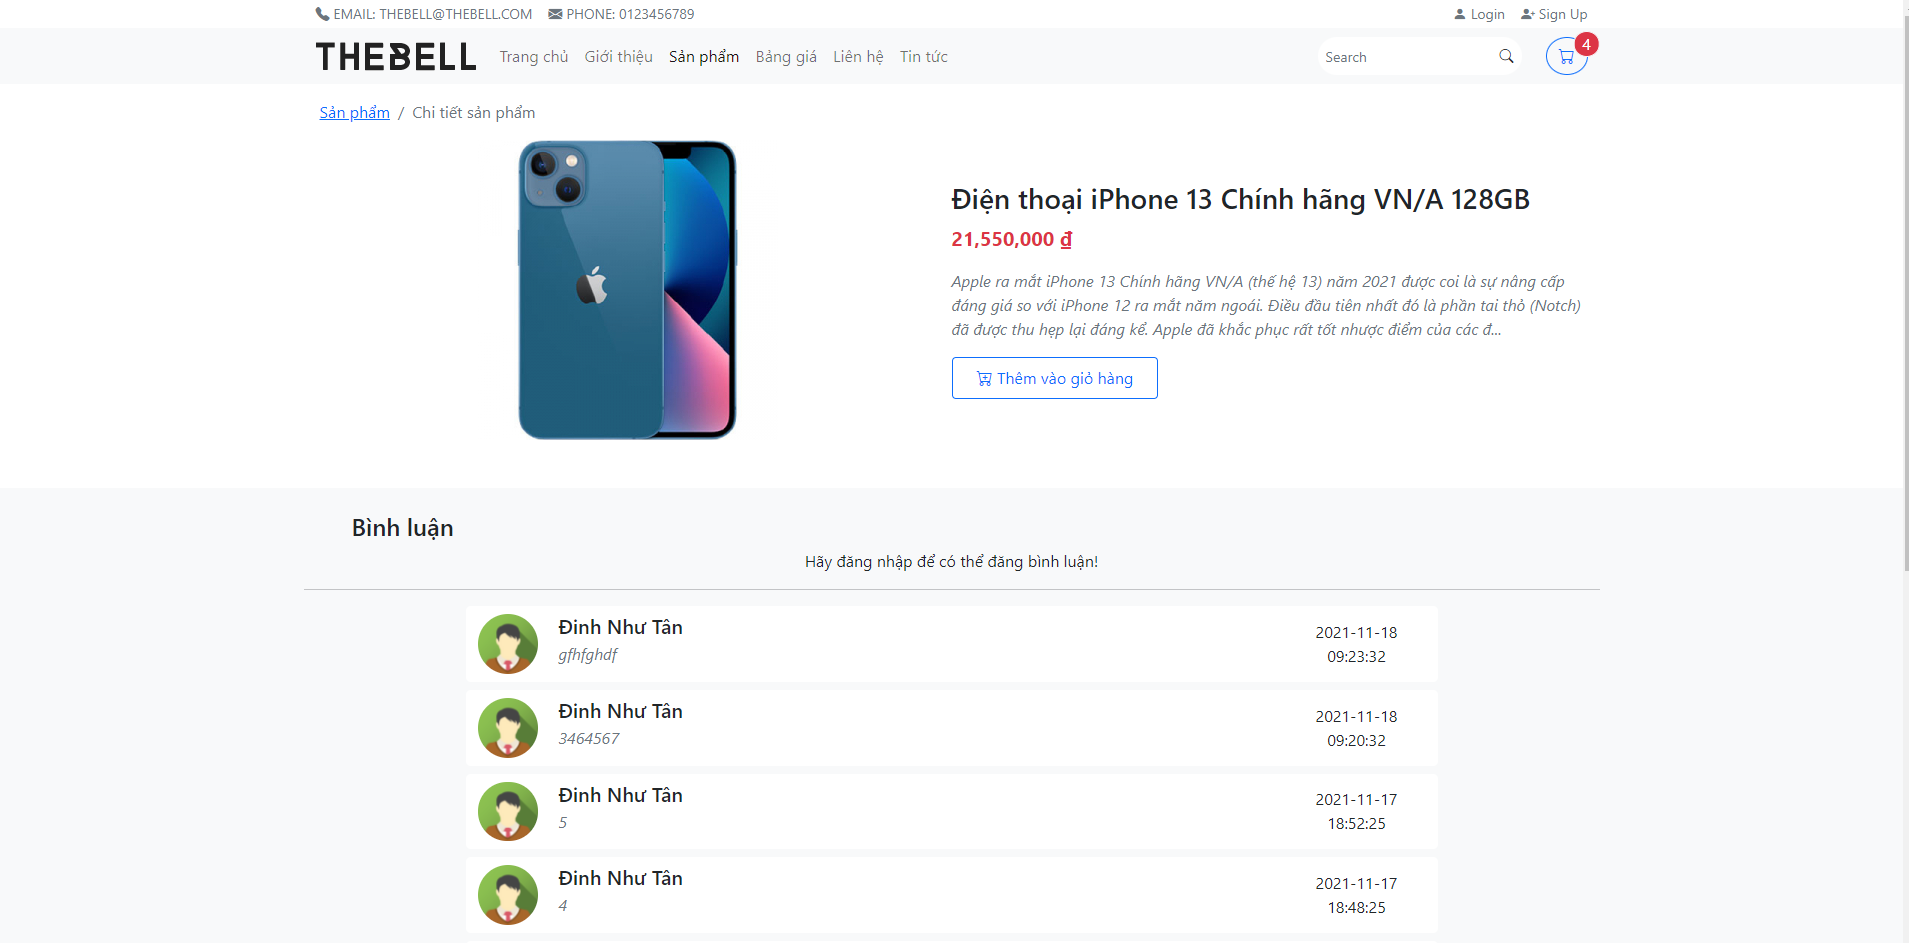 EMAIL: THEBELL@THEBELL.COM PHONE: 0123456789 Login Sign Up
THEBELL Trang chủ Giới thiệu Sản phẩm Bảng giá Liên hệ Tin tức Search 4
Sản phẩm / Chi tiết sản phẩm
Điện thoại iPhone 13 Chính hãng VN/A 128GB
21,550,000 ₫
Apple ra mắt iPhone 13 Chính hãng VN/A (thế hệ 13) năm 2021 được coi là sự nâng cấp
đáng giá so với iPhone 12 ra mắt năm ngoái. Điều đầu tiên nhất đó là phần tai thỏ (Notch)
đã được thu hẹp lại đáng kể. Apple đã khắc phục rất tốt nhược điểm của các đ...
Thêm vào giỏ hàng
Bình luận
Hãy đăng nhập để có thể đăng bình luận!
Đinh Như Tân
gfhfghdf
2021-11-18
09:23:32
Đinh Như Tân
3464567
2021-11-18
09:20:32
Đinh Như Tân
5
2021-11-17
18:52:25
Đinh Như Tân
4
2021-11-17
18:48:25